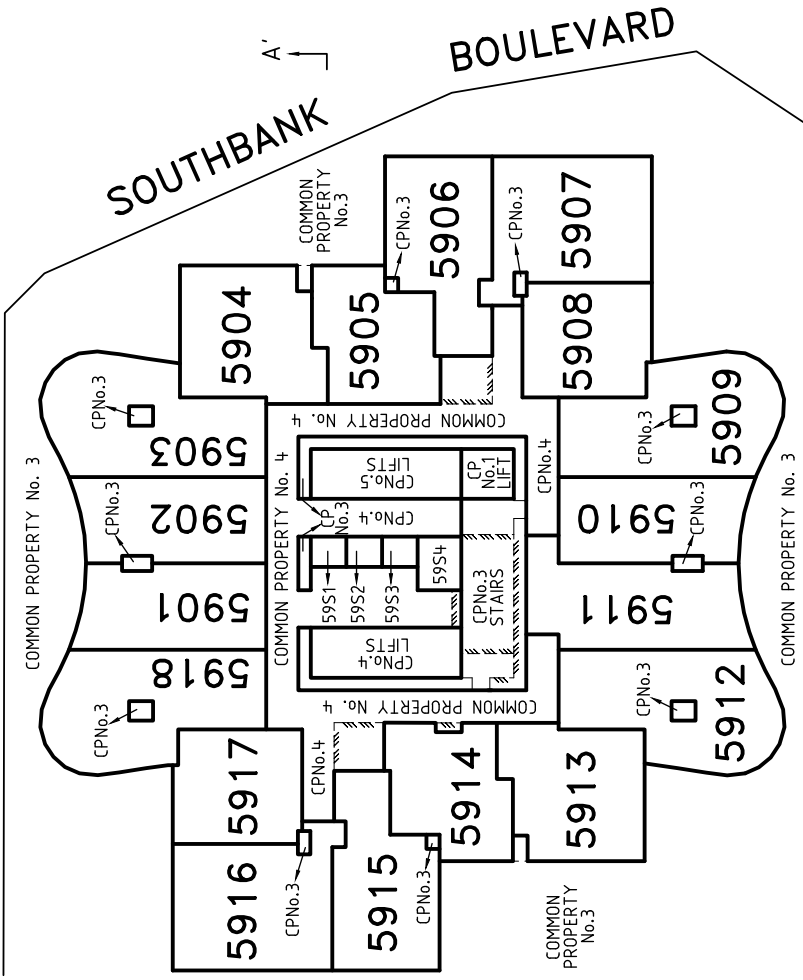 A'
SOUTHBANK BOULEVARD
COMMON
PROPERTY
No.3
CPNo.3
5906
CPNo.3
5907
5904
5905
5908
CPNo.3
5903
COMMON PROPERTY No. 4
5909
CPNo.3
COMMON PROPERTY No. 3
CPNo.3
5902
COMMON PROPERTY No. 4
CPNo.5
LIFTS
CP
No.1
LIFT
CPNo.4
CP
No.3
CPNo.4
5910
CPNo.3
COMMON PROPERTY No. 3
5901
59S1
59S2
59S3
59S4
CPNo.3
STAIRS
5911
CPNo.4
LIFTS
5918
CPNo.3
COMMON PROPERTY No. 4
5912
CPNo.3
5917
CPNo.4
5914
5913
5916
CPNo.3
5915
CPNo.3
COMMON
PROPERTY
No.3